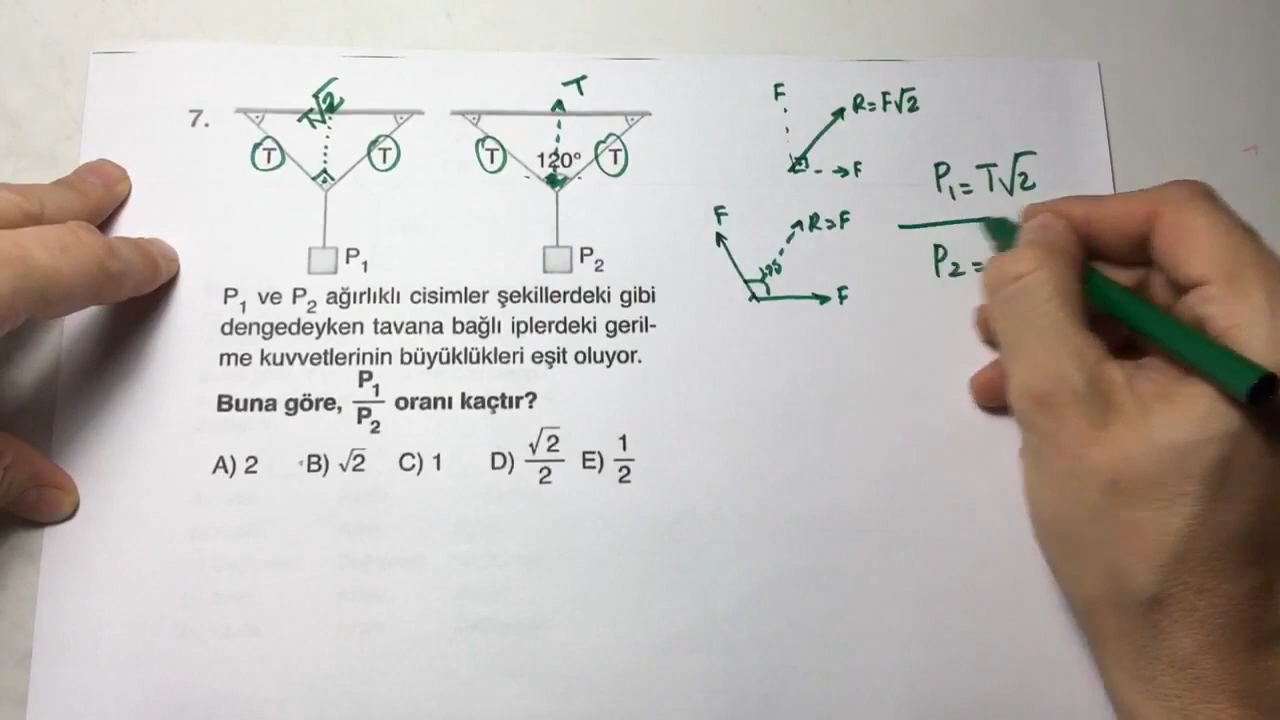 7.
T√2
T
T
P₁
T
T
120°
T
P₂
P₁ ve P₂ ağırlıklı cisimler şekillerdeki gibi
dengedeyken tavana bağlı iplerdeki geril-
me kuvvetlerinin büyüklükleri eşit oluyor.
Buna göre, P₁/P₂ oranı kaçtır?
A) 2 B) √2 C) 1 D) √2/2 E) 1/2
F
R=F√2
F
F
R=F
F
P₁=T√2
P₂=